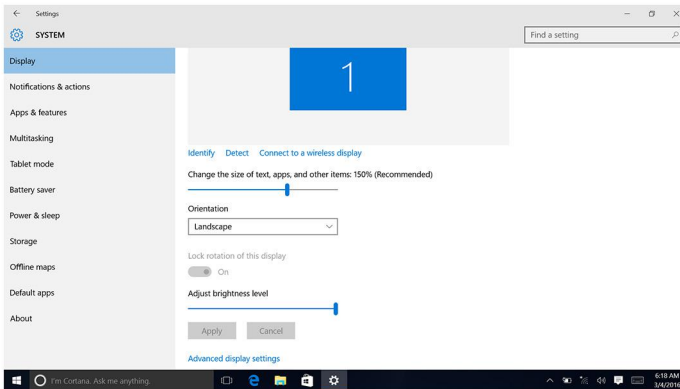 Settings
SYSTEM
Find a setting
Display
Notifications & actions
Apps & features
Multitasking
Tablet mode
Battery saver
Power & sleep
Storage
Offline maps
Default apps
About
1
Identify Detect Connect to a wireless display
Change the size of text, apps, and other items: 150% (Recommended)
Orientation
Landscape
Lock rotation of this display
On
Adjust brightness level
Apply Cancel
Advanced display settings
I'm Cortana. Ask me anything.
6:18 AM
3/4/2016